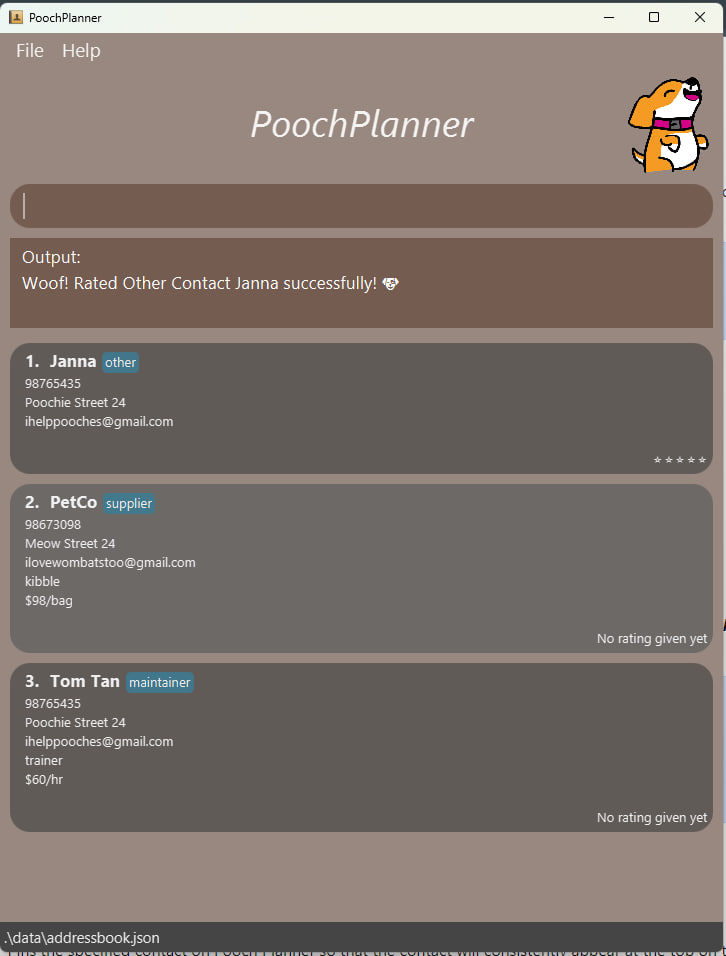 PoochPlanner
File Help
PoochPlanner
Output:
Woof! Rated Other Contact Janna successfully!
1. Janna other
98765435
Poochie Street 24
ihelppooches@gmail.com
⭐ ⭐ ⭐ ⭐ ⭐
2. PetCo supplier
98673098
Meow Street 24
ilovewombatstoo@gmail.com
kibble
$98/bag
No rating given yet
3. Tom Tan maintainer
98765435
Poochie Street 24
ihelppooches@gmail.com
trainer
$60/hr
No rating given yet
.\data\addressbook.json